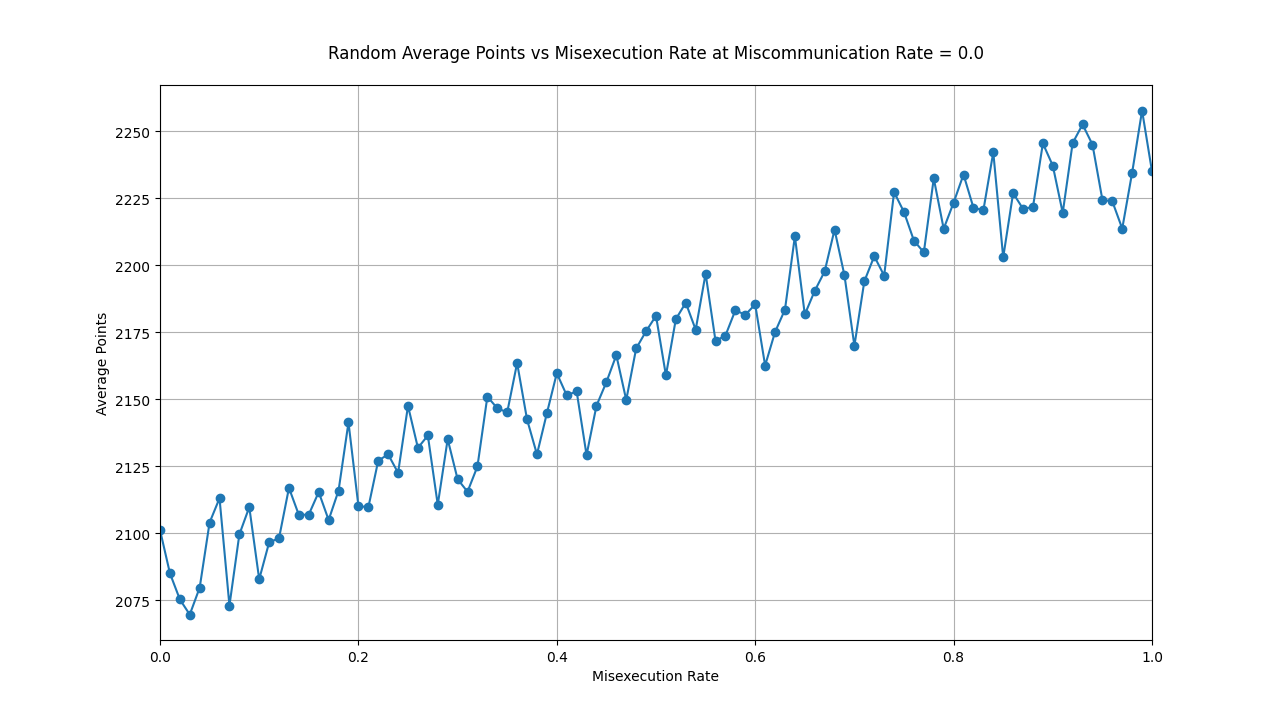 Random Average Points vs Misexecution Rate at Miscommunication Rate = 0.0
Average Points
2250
2225
2200
2175
2150
2125
2100
2075
0.0 0.2 0.4 0.6 0.8 1.0
Misexecution Rate